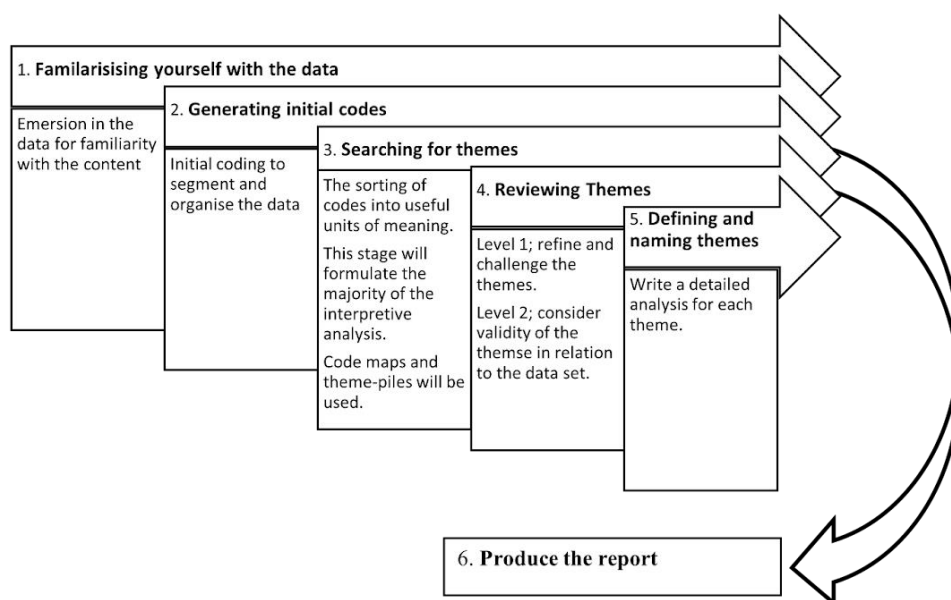 1. Familarisising yourself with the data
Emersion in the
data for familiarity
with the content
2. Generating initial codes
Initial coding to
segment and
organise the data
3. Searching for themes
The sorting of
codes into useful
units of meaning.
This stage will
formulate the
majority of the
interpretive
analysis.
Code maps and
theme-piles will be
used.
4. Reviewing Themes
Level 1; refine and
challenge the
themes.
Level 2; consider
validity of the
themse in relation
to the data set.
5. Defining and
naming themes
Write a detailed
analysis for each
theme.
6. Produce the report